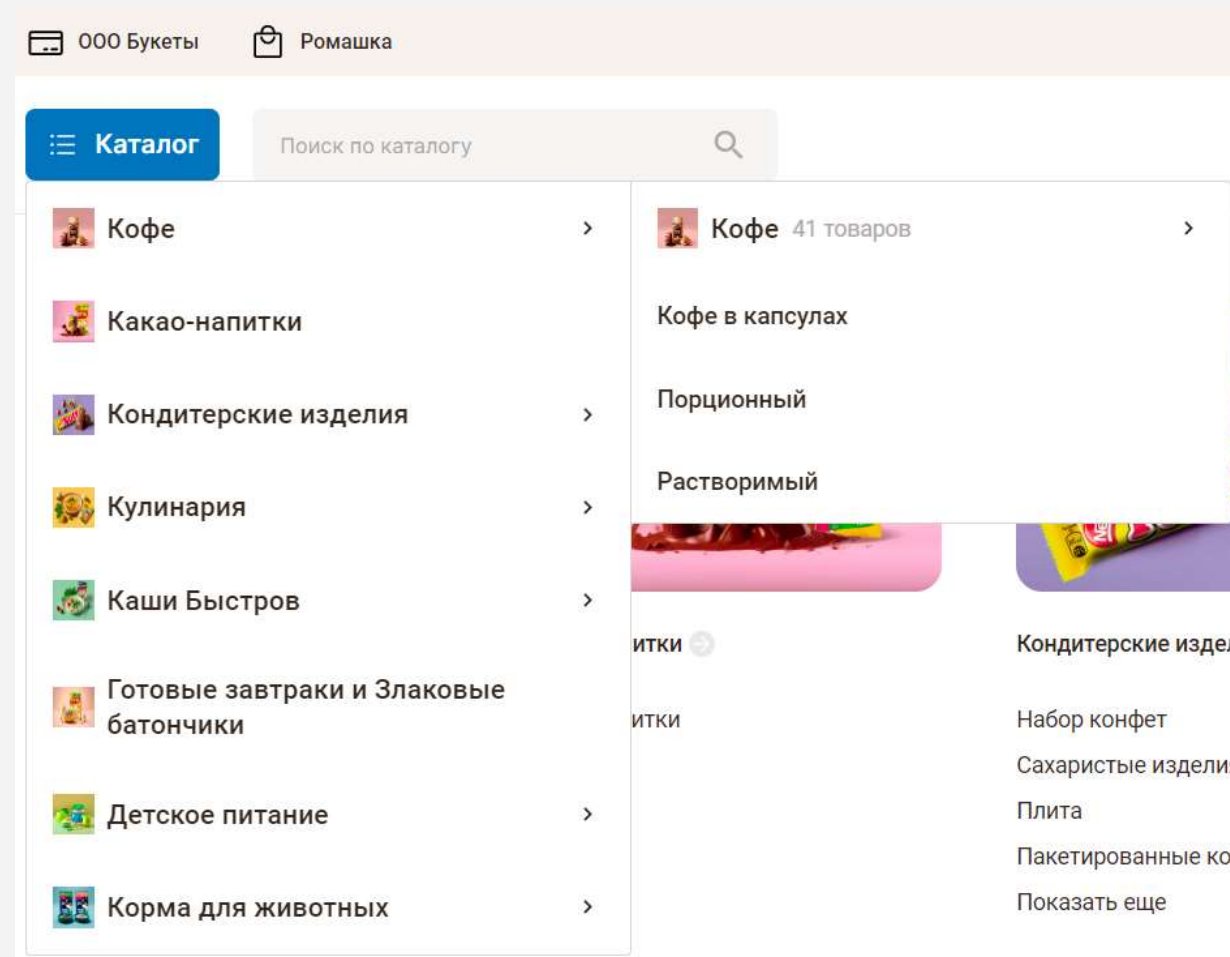 ООО Букеты
Ромашка
Каталог
Поиск по каталогу
Кофе
Какао-напитки
Кондитерские изделия
Кулинария
Каши Быстров
Готовые завтраки и Злаковые
батончики
Детское питание
Корма для животных
Кофе 41 товаров
Кофе в капсулах
Порционный
Растворимый
итки
итки
Кондитерские издел
Набор конфет
Сахаристые издели
Плита
Пакетированные ко
Показать еще